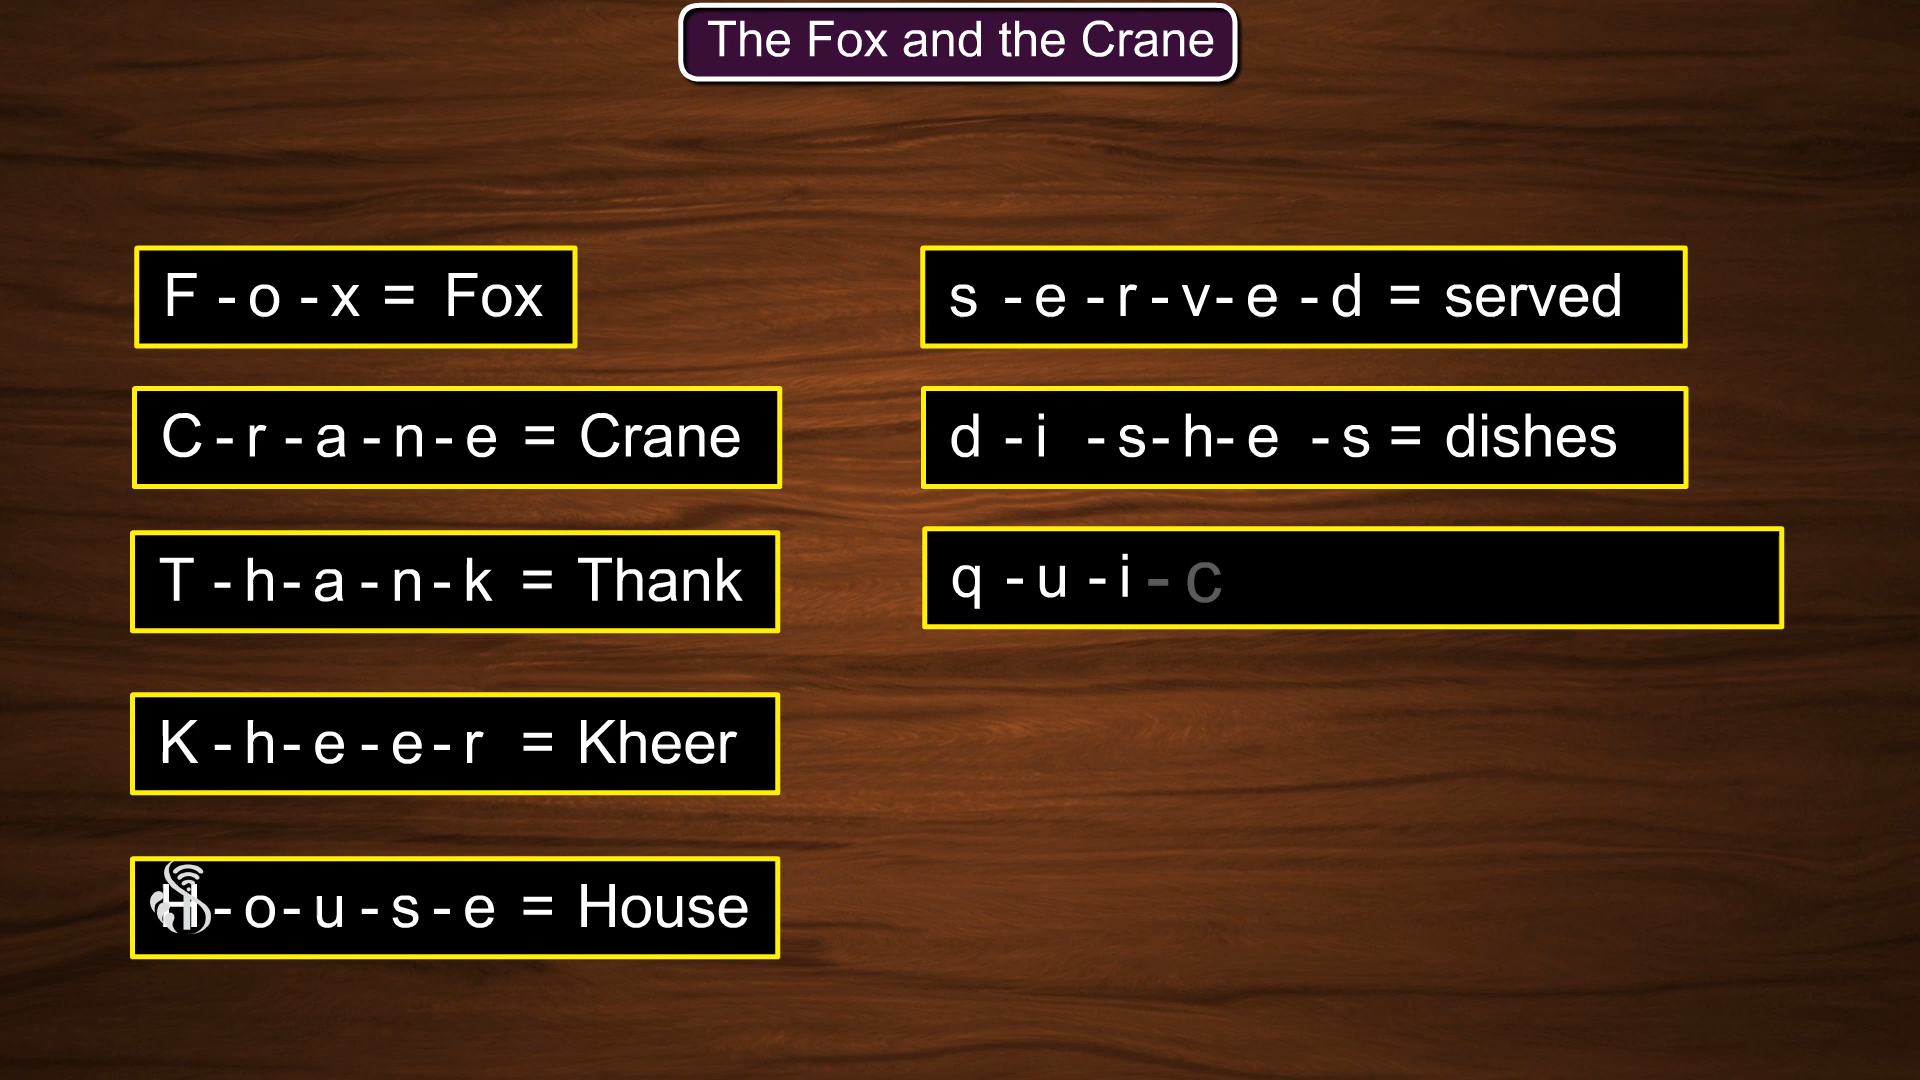 The Fox and the Crane
F - o - x = Fox
C - r - a - n - e = Crane
T - h - a - n - k = Thank
K - h - e - e - r = Kheer
H - o - u - s - e = House
s - e - r - v - e - d = served
d - i - s - h - e - s = dishes
q - u - i - c